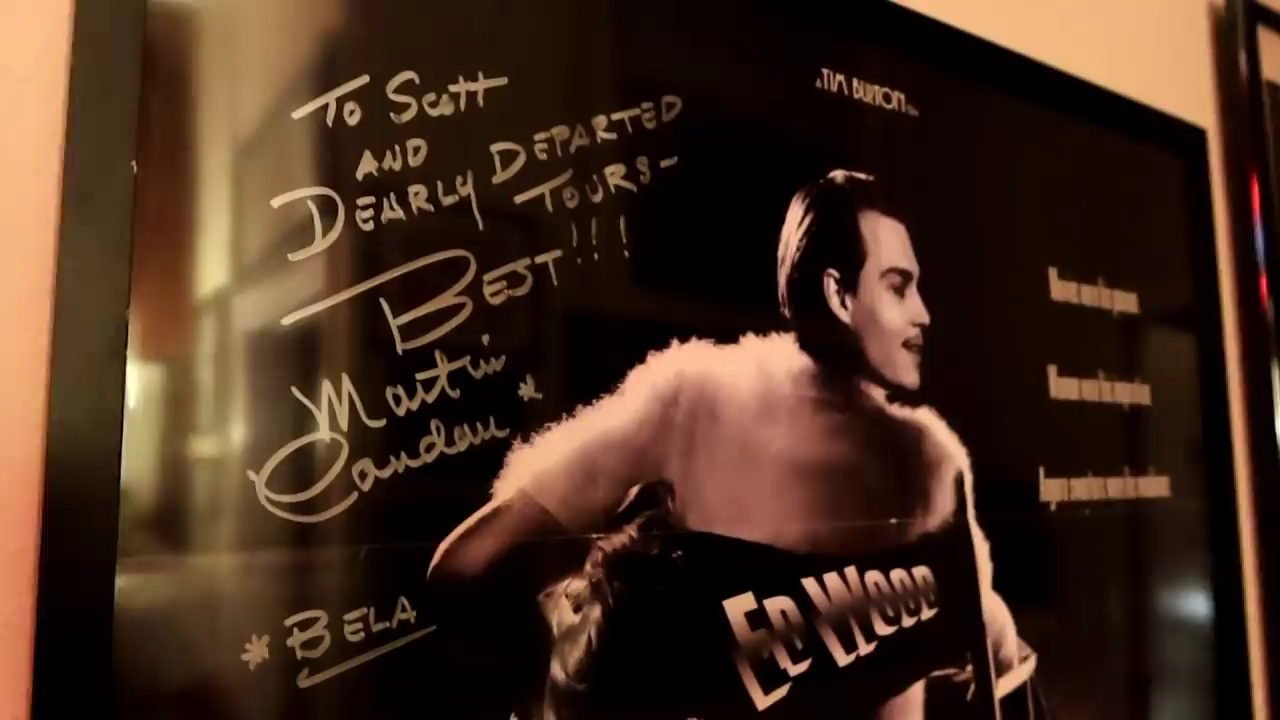 To Scott
AND
DEARLY DEPARTED
TOURS-
BEST!!!
Martin
Landau *
* BELA
A TIM BURTON
ED WOOD